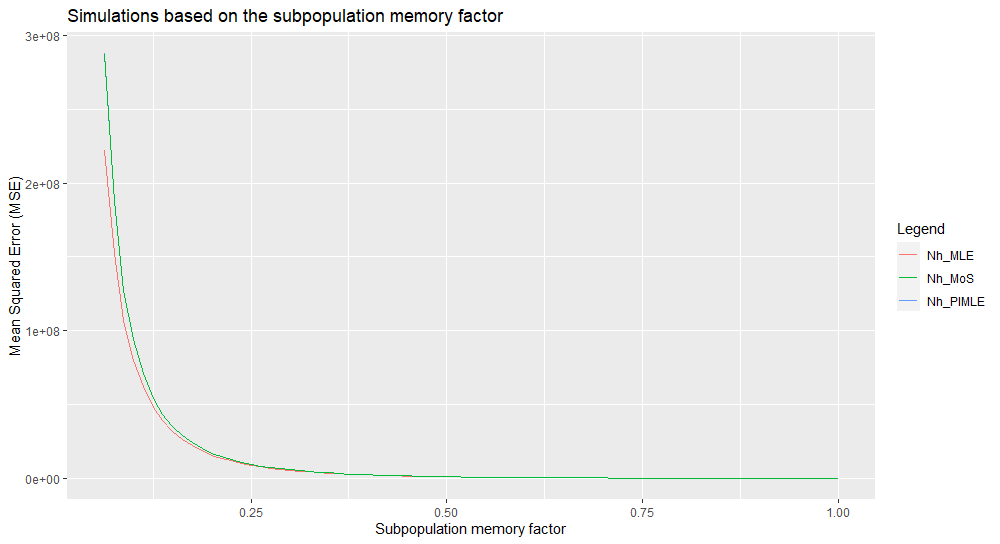 Simulations based on the subpopulation memory factor
Mean Squared Error (MSE)
3e+08
2e+08
1e+08
0e+00
0.25
0.50
0.75
1.00
Subpopulation memory factor
Legend
Nh_MLE
Nh_MoS
Nh_PIMLE